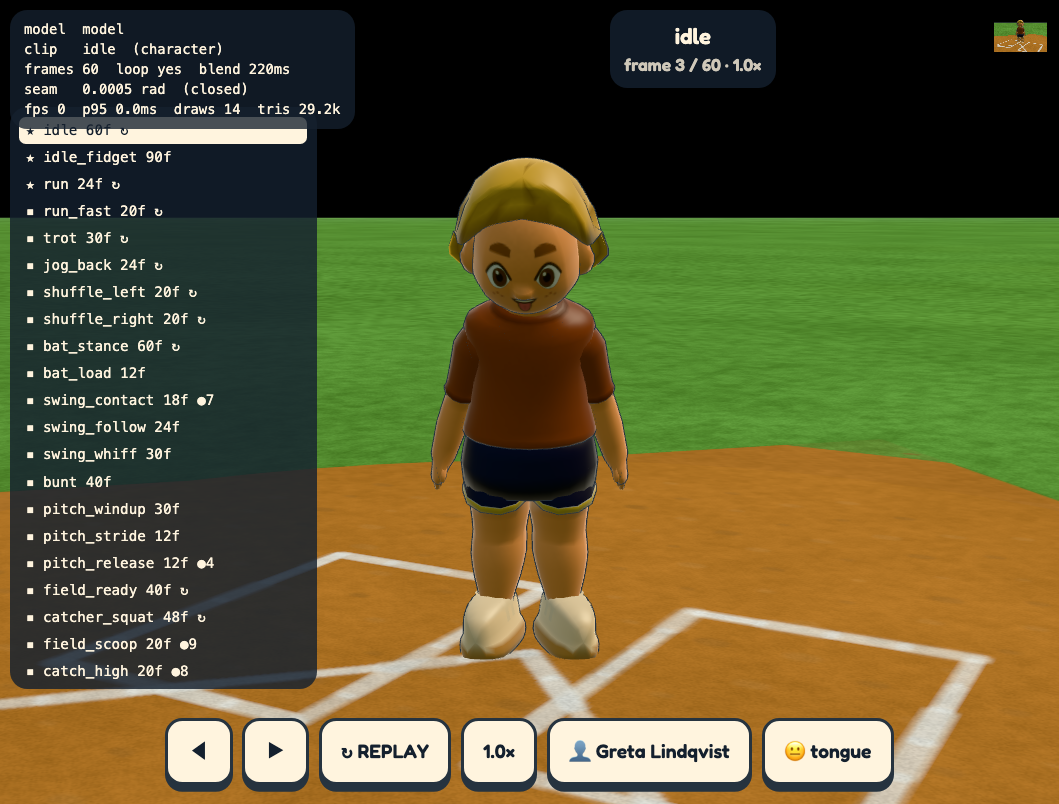 model  model
clip   idle  (character)
frames 60  loop yes  blend 220ms
seam   0.0005 rad  (closed)
fps 0  p95 0.0ms  draws 14  tris 29.2k
★ idle 60f ↻
★ idle_fidget 90f
★ run 24f ↻
▪ run_fast 20f ↻
▪ trot 30f ↻
▪ jog_back 24f ↻
▪ shuffle_left 20f ↻
▪ shuffle_right 20f ↻
▪ bat_stance 60f ↻
▪ bat_load 12f
▪ swing_contact 18f ●7
▪ swing_follow 24f
▪ swing_whiff 30f
▪ bunt 40f
▪ pitch_windup 30f
▪ pitch_stride 12f
▪ pitch_release 12f ●4
▪ field_ready 40f ↻
▪ catcher_squat 48f ↻
▪ field_scoop 20f ●9
▪ catch_high 20f ●8
idle
frame 3 / 60 · 1.0×
◀ ▶ ↻ REPLAY 1.0× 👤 Greta Lindqvist 😐 tongue